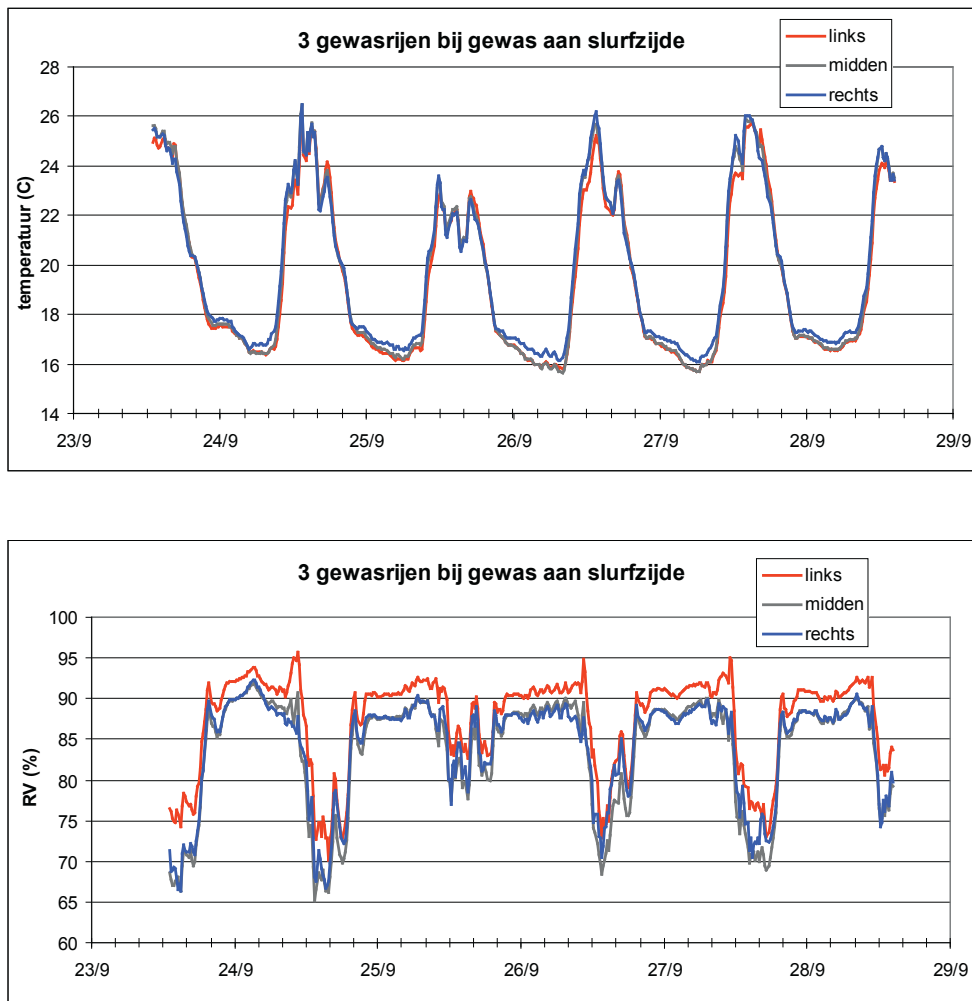 3 gewasrijen bij gewas aan slurfzijde
links
midden
rechts
temperatuur (C)
28
26
24
22
20
18
16
14
23/9 24/9 25/9 26/9 27/9 28/9 29/9
3 gewasrijen bij gewas aan slurfzijde
links
midden
rechts
RV (%)
100
95
90
85
80
75
70
65
60
23/9 24/9 25/9 26/9 27/9 28/9 29/9